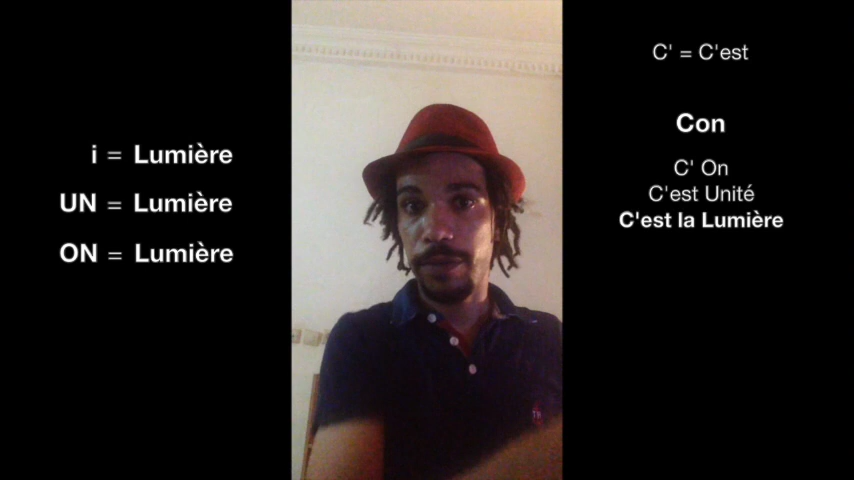 i = Lumière
UN = Lumière
ON = Lumière
C' = C'est
Con
C' On
C'est Unité
C'est la Lumière